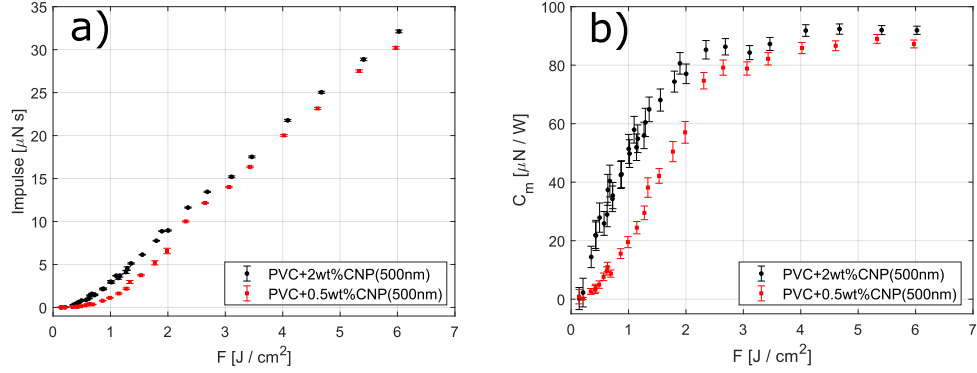 a)
35
30
25
20
15
10
5
0
Impulse [μN s]
0 1 2 3 4 5 6 7
F [J / cm²]
PVC+2wt%CNP(500nm)
PVC+0.5wt%CNP(500nm)
b)
100
80
60
40
20
0
Cₘ [μN / W]
0 1 2 3 4 5 6 7
F [J / cm²]
PVC+2wt%CNP(500nm)
PVC+0.5wt%CNP(500nm)